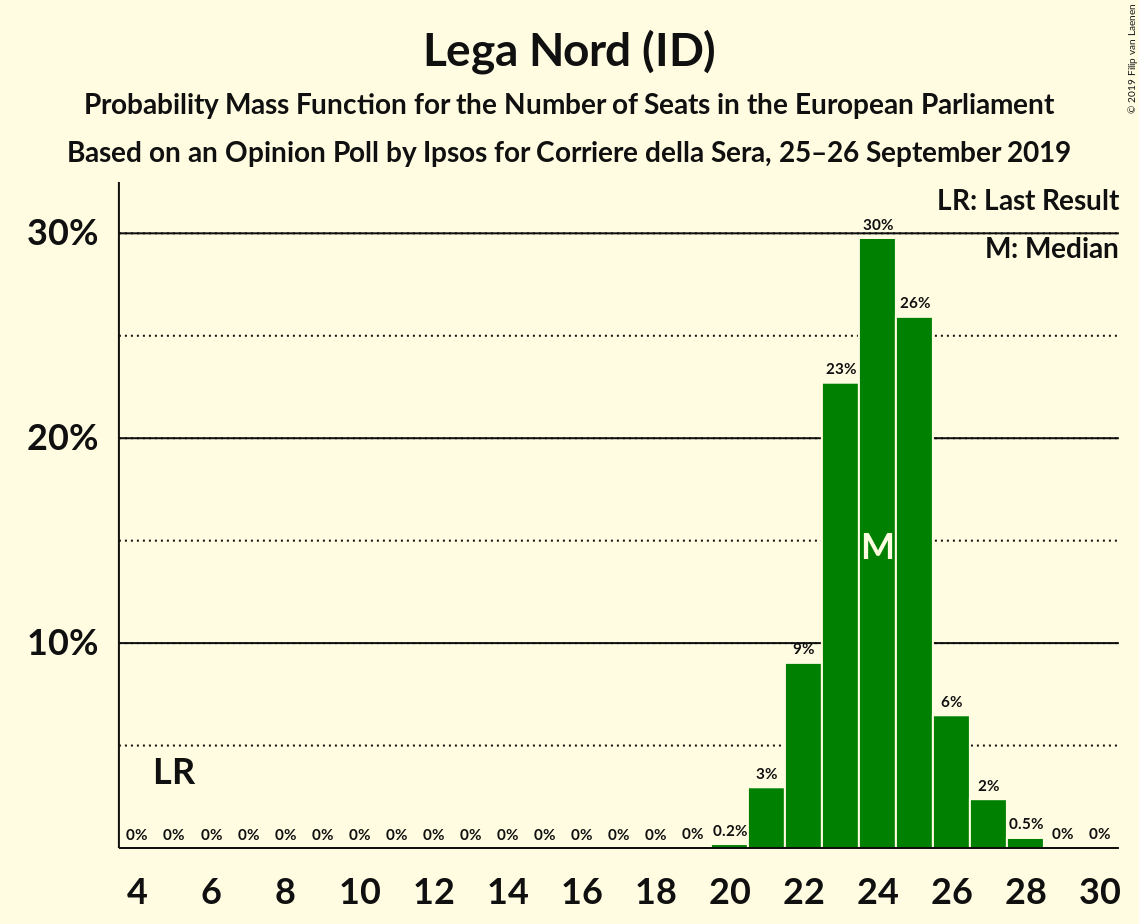 Lega Nord (ID)
Probability Mass Function for the Number of Seats in the European Parliament
Based on an Opinion Poll by Ipsos for Corriere della Sera, 25–26 September 2019
© 2019 Filip van Laenen
LR: Last Result
M: Median
30%
20%
10%
LR
M
0% 0% 0% 0% 0% 0% 0% 0% 0% 0% 0% 0% 0% 0% 0% 0% 0.2% 3% 9% 23% 30% 26% 6% 2% 0.5% 0% 0%
4 6 8 10 12 14 16 18 20 22 24 26 28 30